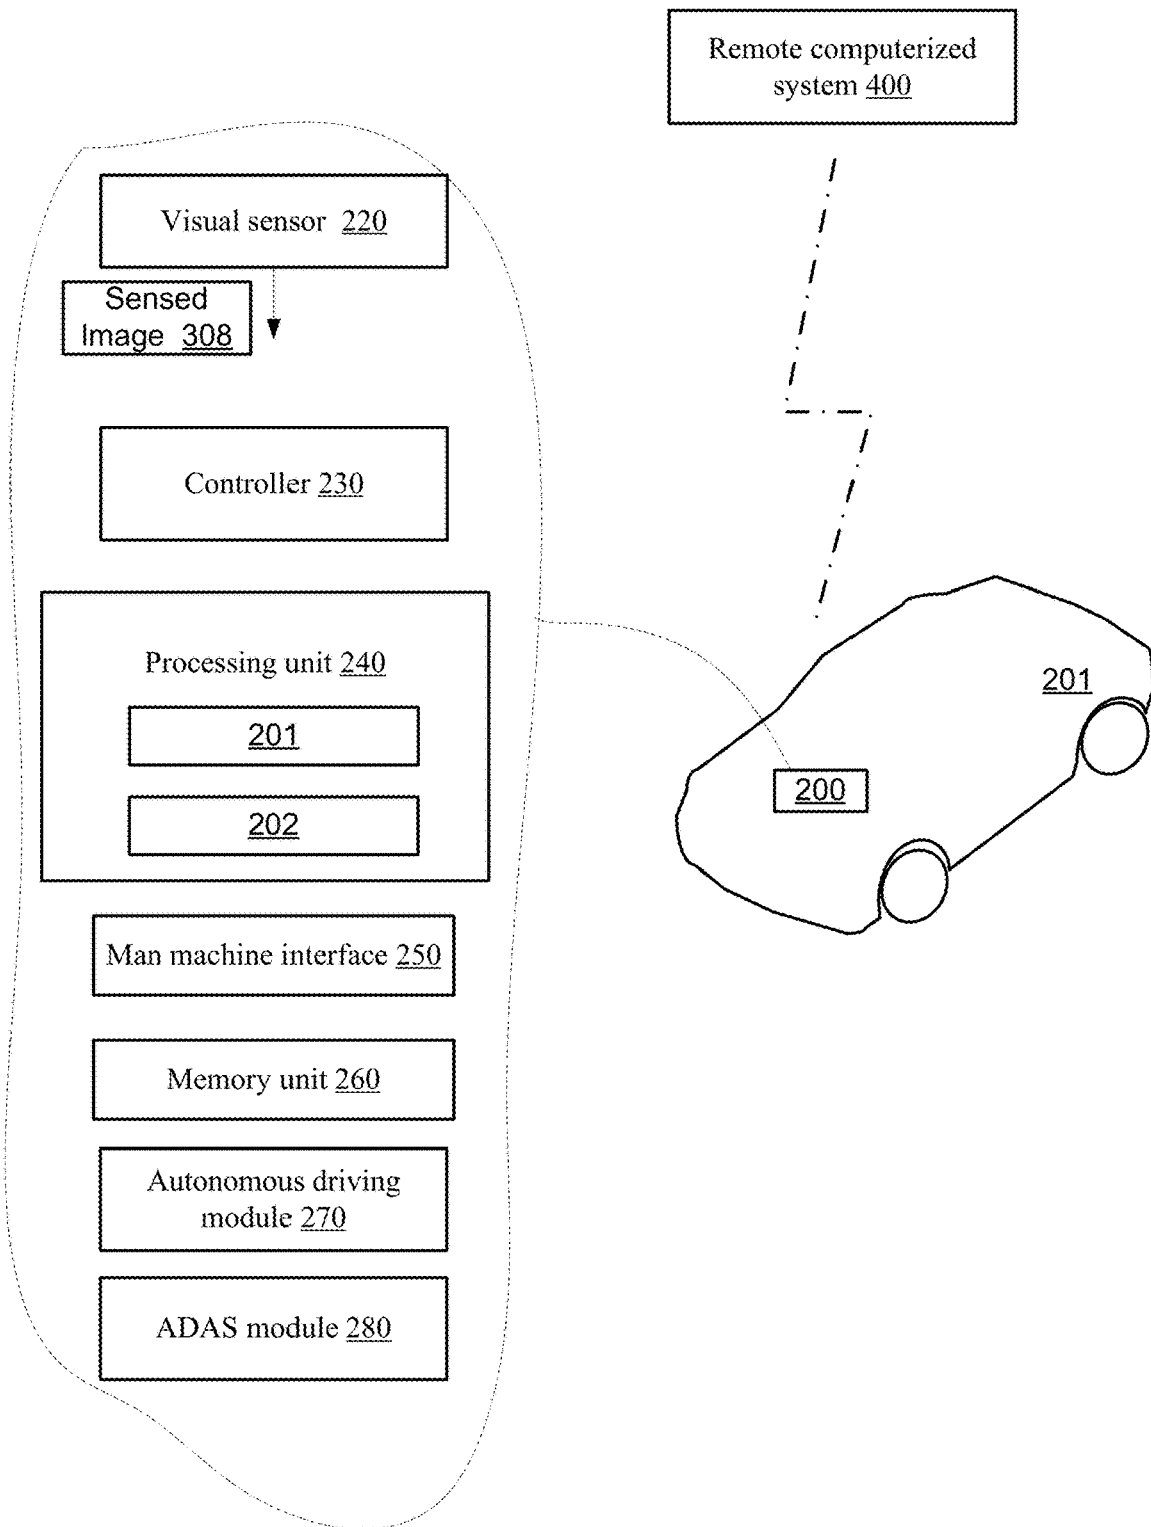 Remote computerized
system 400
Visual sensor 220
Sensed
Image 308
Controller 230
Processing unit 240
201
202
Man machine interface 250
Memory unit 260
Autonomous driving
module 270
ADAS module 280
201
200